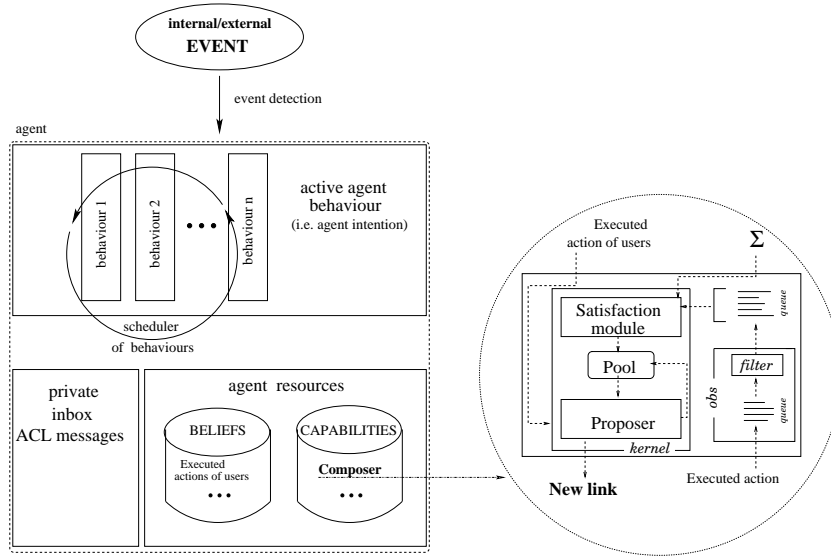 internal/external
EVENT
event detection
agent
behaviour 1
behaviour 2
behaviour n
active agent
behaviour
(i.e. agent intention)
scheduler
of behaviours
private
inbox
ACL messages
agent resources
BELIEFS
Executed
actions of users
CAPABILITIES
Composer
Executed
action of users
Σ
Satisfaction
module
Pool
Proposer
kernel
queue
filter
obs
queue
New link
Executed action